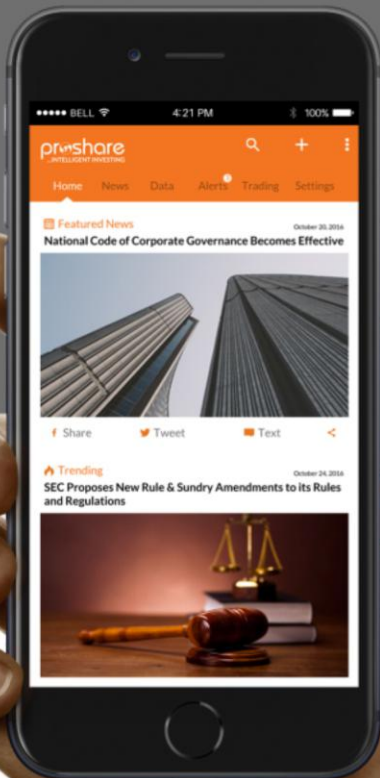 BELL 4:21 PM 100%
proshare
...INTELLIGENT INVESTING
Home News Data Alerts Trading Settings
Featured News October 20, 2016
National Code of Corporate Governance Becomes Effective
Share Tweet Text
Trending October 24, 2016
SEC Proposes New Rule & Sundry Amendments to its Rules
and Regulations